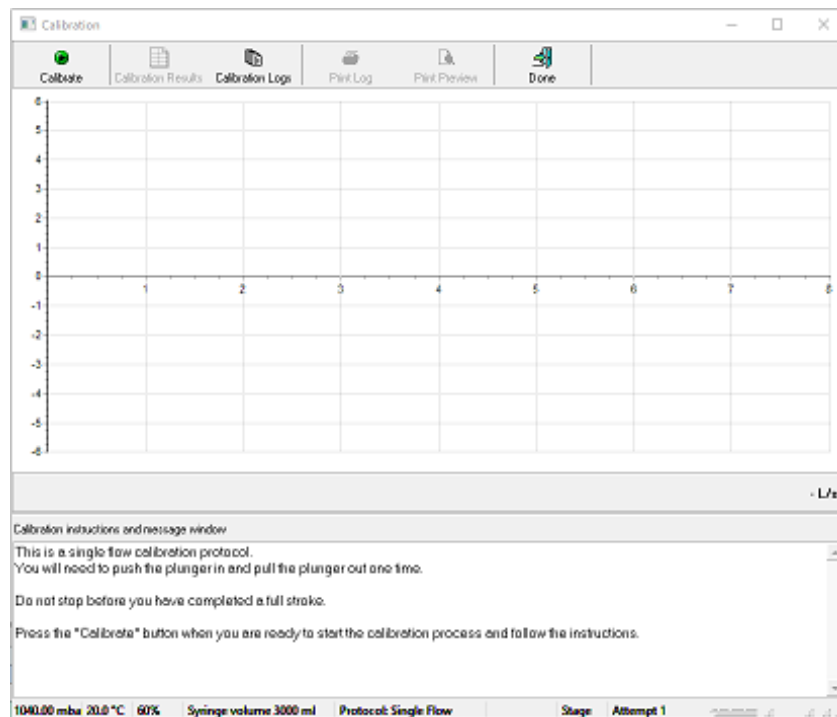 Calibration
Calibrate Calibration Results Calibration Logs Print Log Print Preview Done
6
5
4
3
2
1
0
1 2 3 4 5 6 7 8
-1
-2
-3
-4
-5
-6
- L/s
Calibration instructions and message window
This is a single flow calibration protocol.
You will need to push the plunger in and pull the plunger out one time.
Do not stop before you have completed a full stroke.
Press the "Calibrate" button when you are ready to start the calibration process and follow the instructions.
1040.00 mba 20.0 °C 60% Syringe volume 3000 ml Protocol: Single Flow Stage Attempt 1